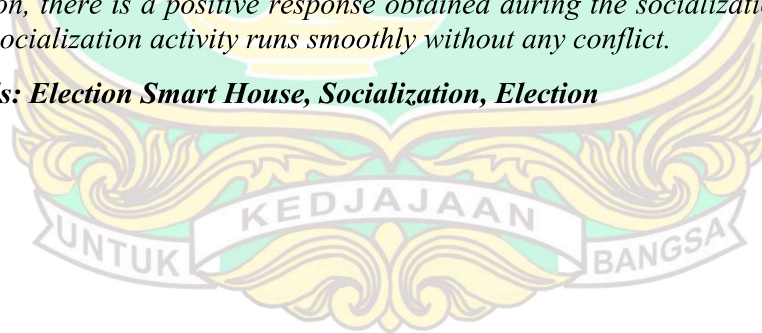 on, there is a positive response obtained during the socializati
ocialization activity runs smoothly without any conflict.
s: Election Smart House, Socialization, Election
UNTUK KEDJAJAAN BANGSA